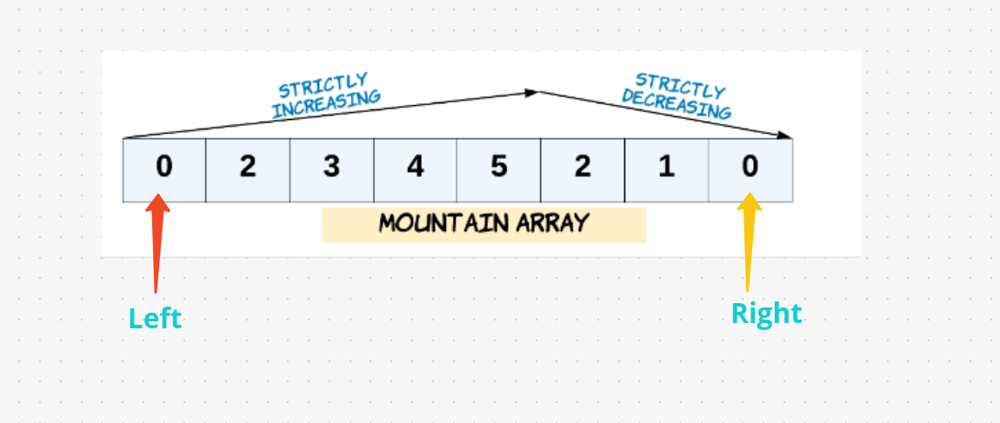 STRICTLY
INCREASING
STRICTLY
DECREASING
0 2 3 4 5 2 1 0
MOUNTAIN ARRAY
Left
Right